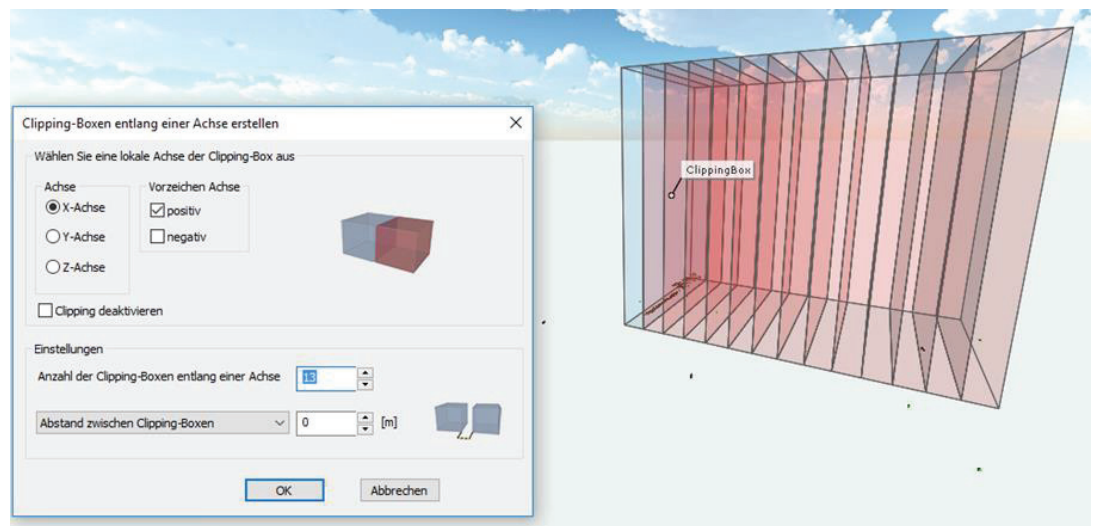 Clipping-Boxen entlang einer Achse erstellen
Wählen Sie eine lokale Achse der Clipping-Box aus
Achse
X-Achse
Y-Achse
Z-Achse
Vorzeichen Achse
positiv
negativ
Clipping deaktivieren
Einstellungen
Anzahl der Clipping-Boxen entlang einer Achse 13
Abstand zwischen Clipping-Boxen 0 [m]
OK Abbrechen
ClippingBox